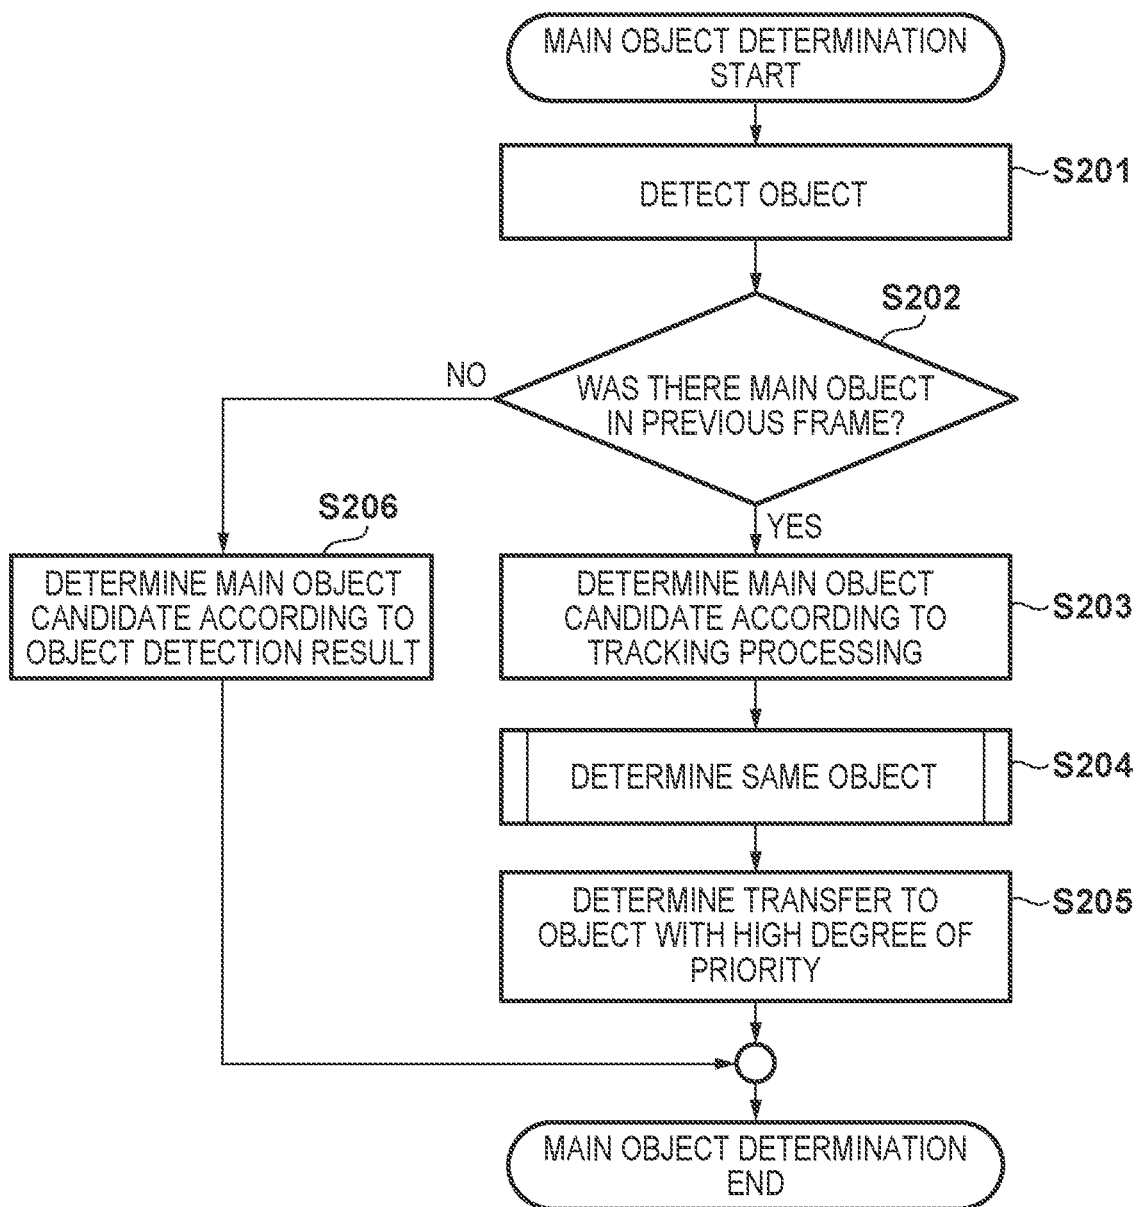 MAIN OBJECT DETERMINATION
START
DETECT OBJECT
S201
S202
WAS THERE MAIN OBJECT
IN PREVIOUS FRAME?
NO
YES
S206
DETERMINE MAIN OBJECT
CANDIDATE ACCORDING TO
OBJECT DETECTION RESULT
DETERMINE MAIN OBJECT
CANDIDATE ACCORDING TO
TRACKING PROCESSING
S203
DETERMINE SAME OBJECT
S204
DETERMINE TRANSFER TO
OBJECT WITH HIGH DEGREE OF
PRIORITY
S205
MAIN OBJECT DETERMINATION
END